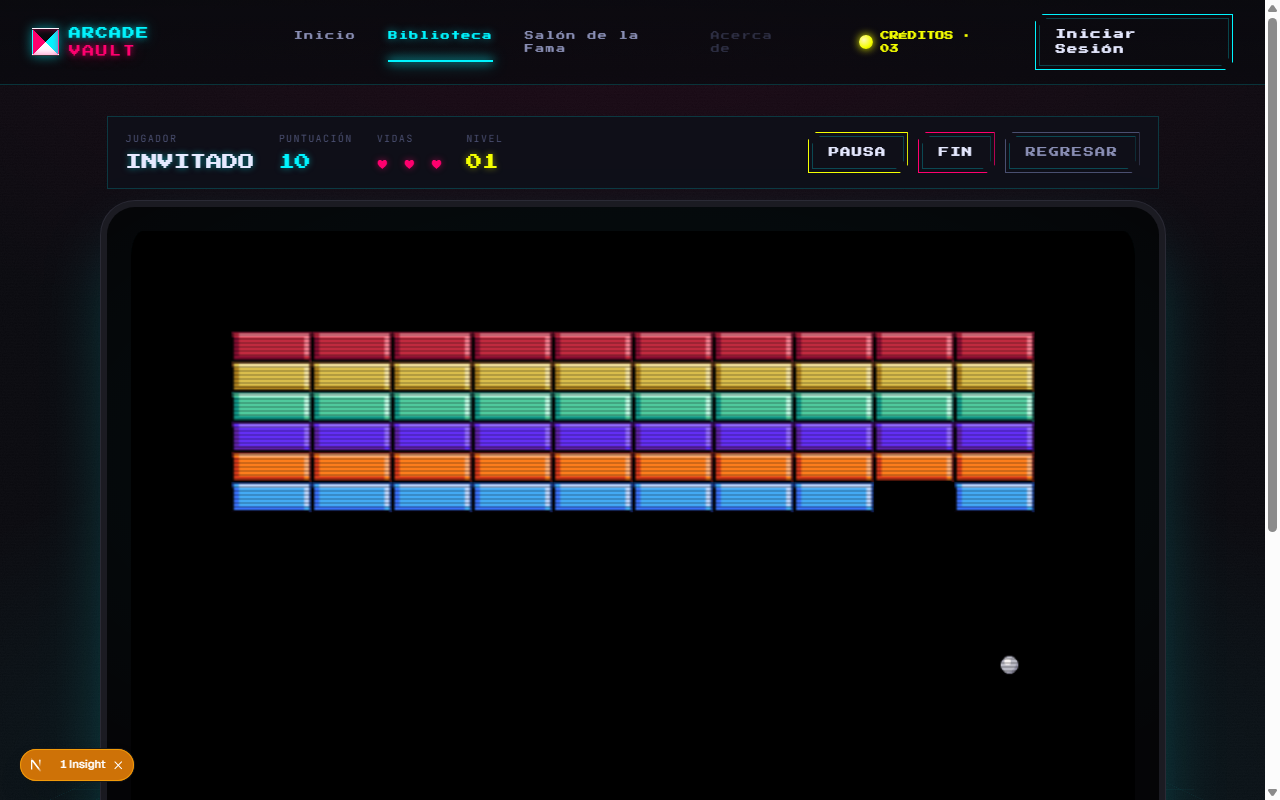 ARCADE
VAULT
Inicio
Biblioteca
Salón de la
Fama
Acerca
de
CRéDITOS ·
03
Iniciar
Sesión
JUGADOR
INVITADO
PUNTUACIÓN
10
VIDAS
♥ ♥ ♥
NIVEL
01
PAUSA
FIN
REGRESAR
1 Insight